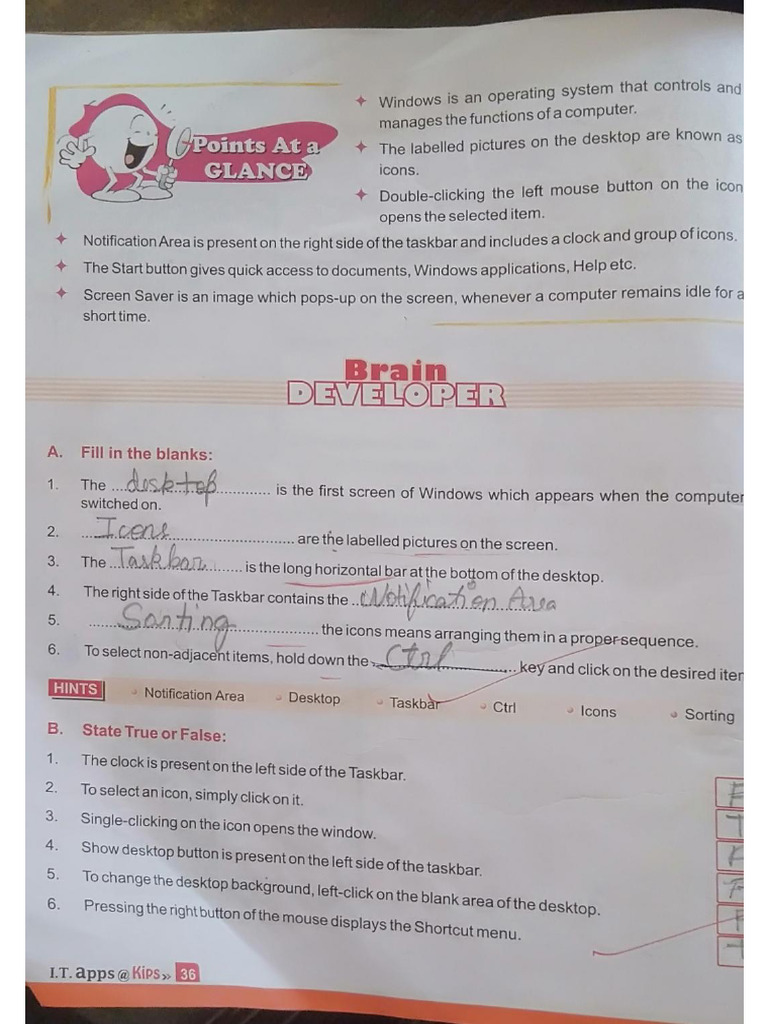 Points At a
GLANCE
Windows is an operating system that controls and
manages the functions of a computer.
The labelled pictures on the desktop are known as
icons.
Double-clicking the left mouse button on the icon
opens the selected item.
Notification Area is present on the right side of the taskbar and includes a clock and group of icons.
The Start button gives quick access to documents, Windows applications, Help etc.
Screen Saver is an image which pops-up on the screen, whenever a computer remains idle for a
short time.
Brain
DEVELOPER
A. Fill in the blanks:
1. The desktop is the first screen of Windows which appears when the computer
switched on.
2. Icons are the labelled pictures on the screen.
3. The Taskbar is the long horizontal bar at the bottom of the desktop.
4. The right side of the Taskbar contains the Notification Area
5. Sorting the icons means arranging them in a proper sequence.
6. To select non-adjacent items, hold down the Ctrl key and click on the desired iter
HINTS Notification Area Desktop Taskbar Ctrl Icons Sorting
B. State True or False:
1. The clock is present on the left side of the Taskbar. F
2. To select an icon, simply click on it. T
3. Single-clicking on the icon opens the window. F
4. Show desktop button is present on the left side of the taskbar. F
5. To change the desktop background, left-click on the blank area of the desktop. F
6. Pressing the right button of the mouse displays the Shortcut menu. T
I.T. apps@Kips» 36